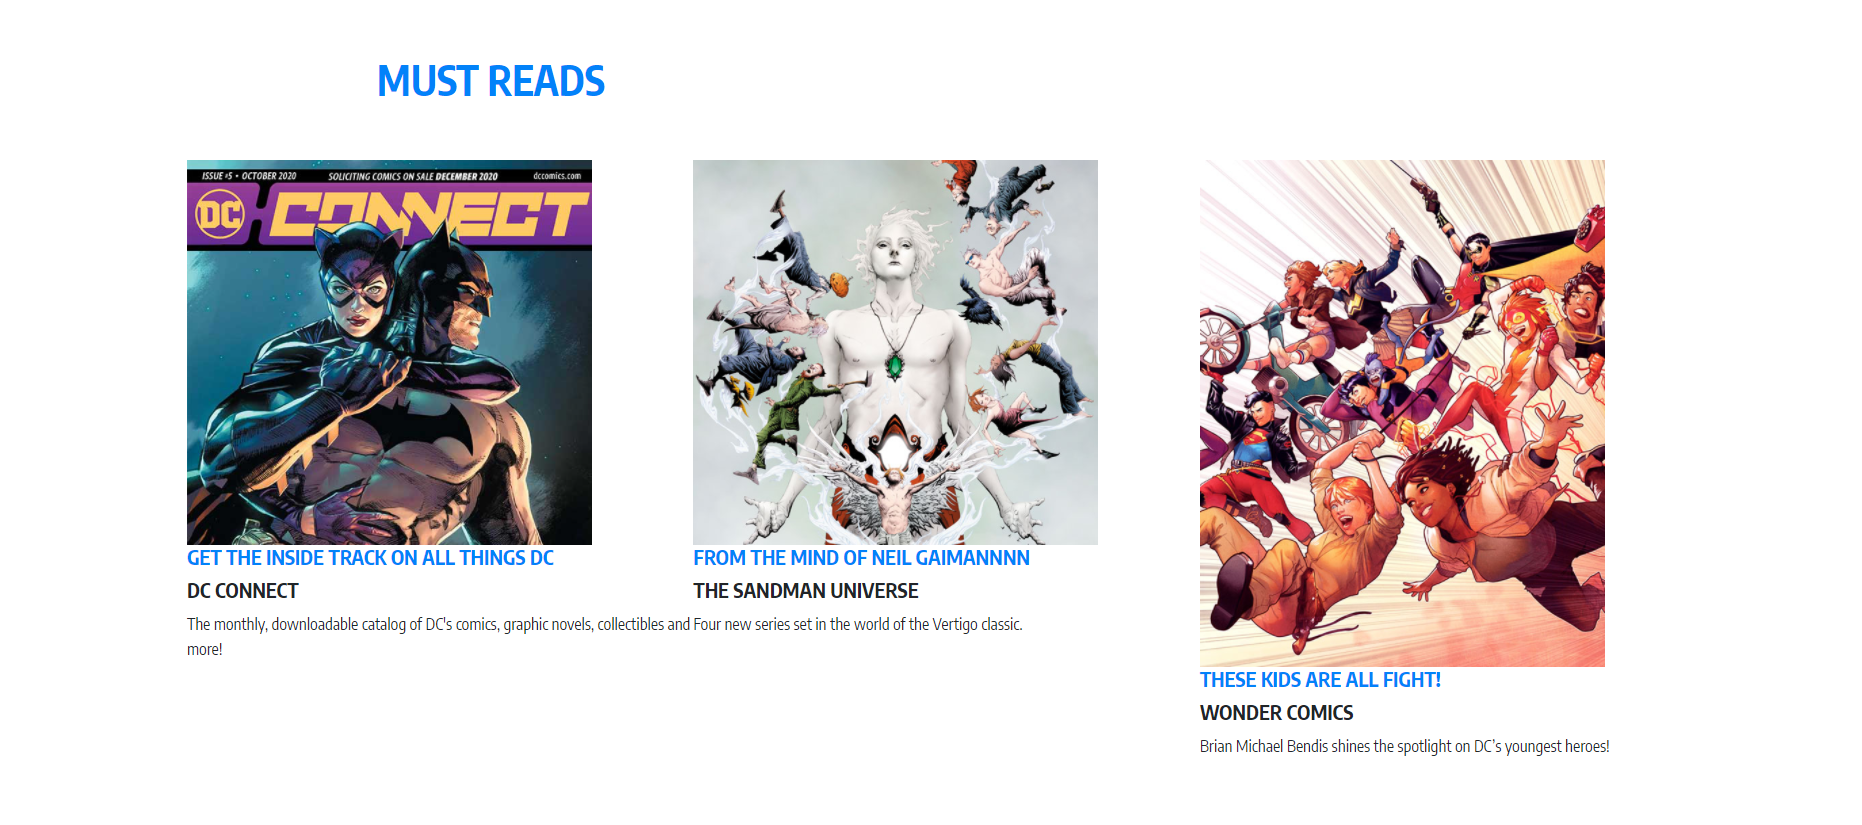 MUST READS
ISSUE #5 • OCTOBER 2020 SOLICITING COMICS ON SALE DECEMBER 2020 dccomics.com
DC CONNECT
GET THE INSIDE TRACK ON ALL THINGS DC
DC CONNECT
The monthly, downloadable catalog of DC's comics, graphic novels, collectibles and
more!
FROM THE MIND OF NEIL GAIMANNNN
THE SANDMAN UNIVERSE
Four new series set in the world of the Vertigo classic.
THESE KIDS ARE ALL FIGHT!
WONDER COMICS
Brian Michael Bendis shines the spotlight on DC’s youngest heroes!